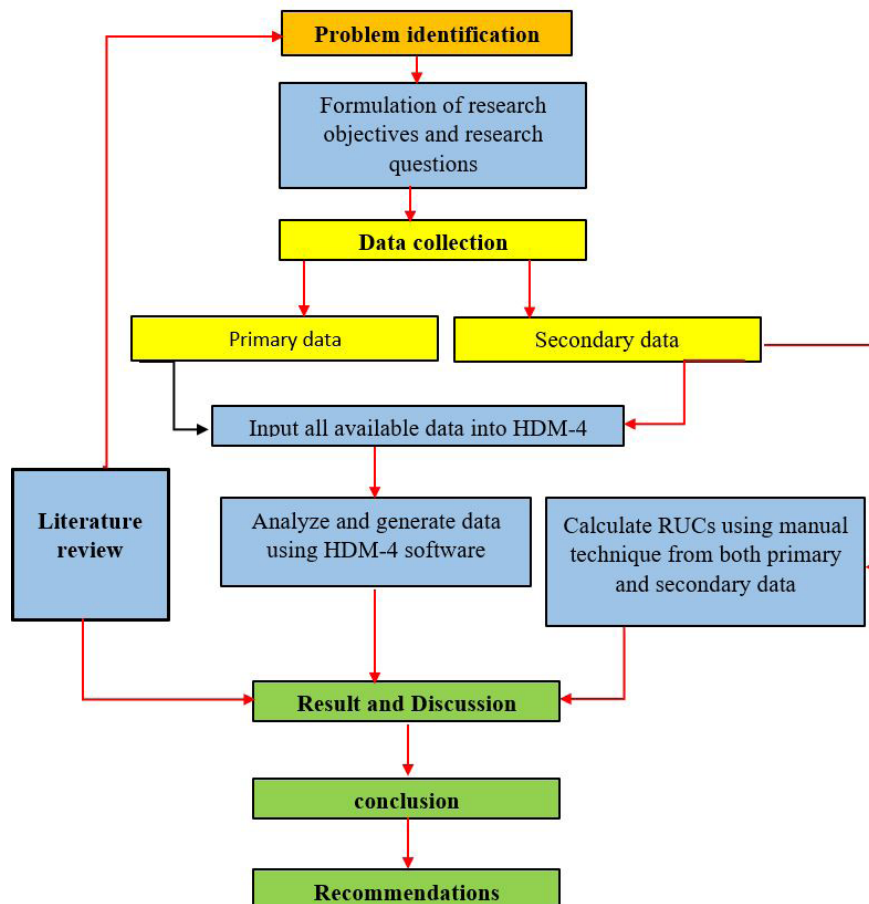 Problem identification
Formulation of research
objectives and research
questions
Data collection
Primary data
Secondary data
Input all available data into HDM-4
Literature
review
Analyze and generate data
using HDM-4 software
Calculate RUCs using manual
technique from both primary
and secondary data
Result and Discussion
conclusion
Recommendations